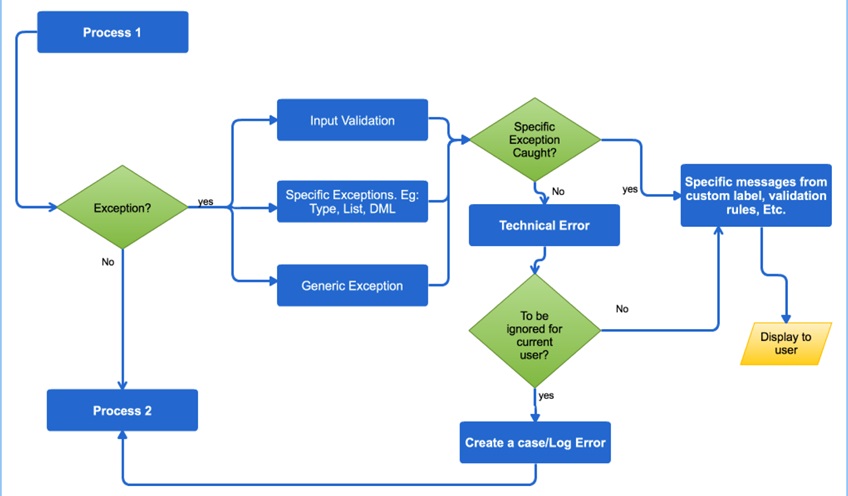 Process 1
Exception?
yes
No
Input Validation
Specific Exceptions. Eg:
Type, List, DML
Generic Exception
Specific
Exception
Caught?
No
yes
Technical Error
Specific messages from
custom label, validation
rules, Etc.
To be
ignored for
current
user?
No
yes
Display to
user
Process 2
Create a case/Log Error